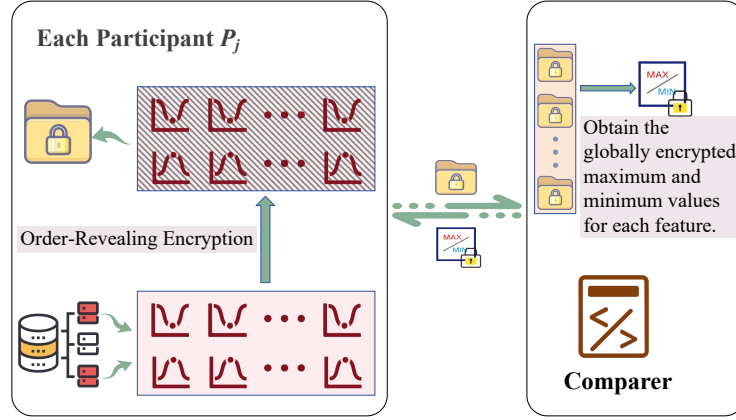 Each Participant P_j
Order-Revealing Encryption
MAX
MIN
MAX
MIN
Obtain the
globally encrypted
maximum and
minimum values
for each feature.
</>
Comparer